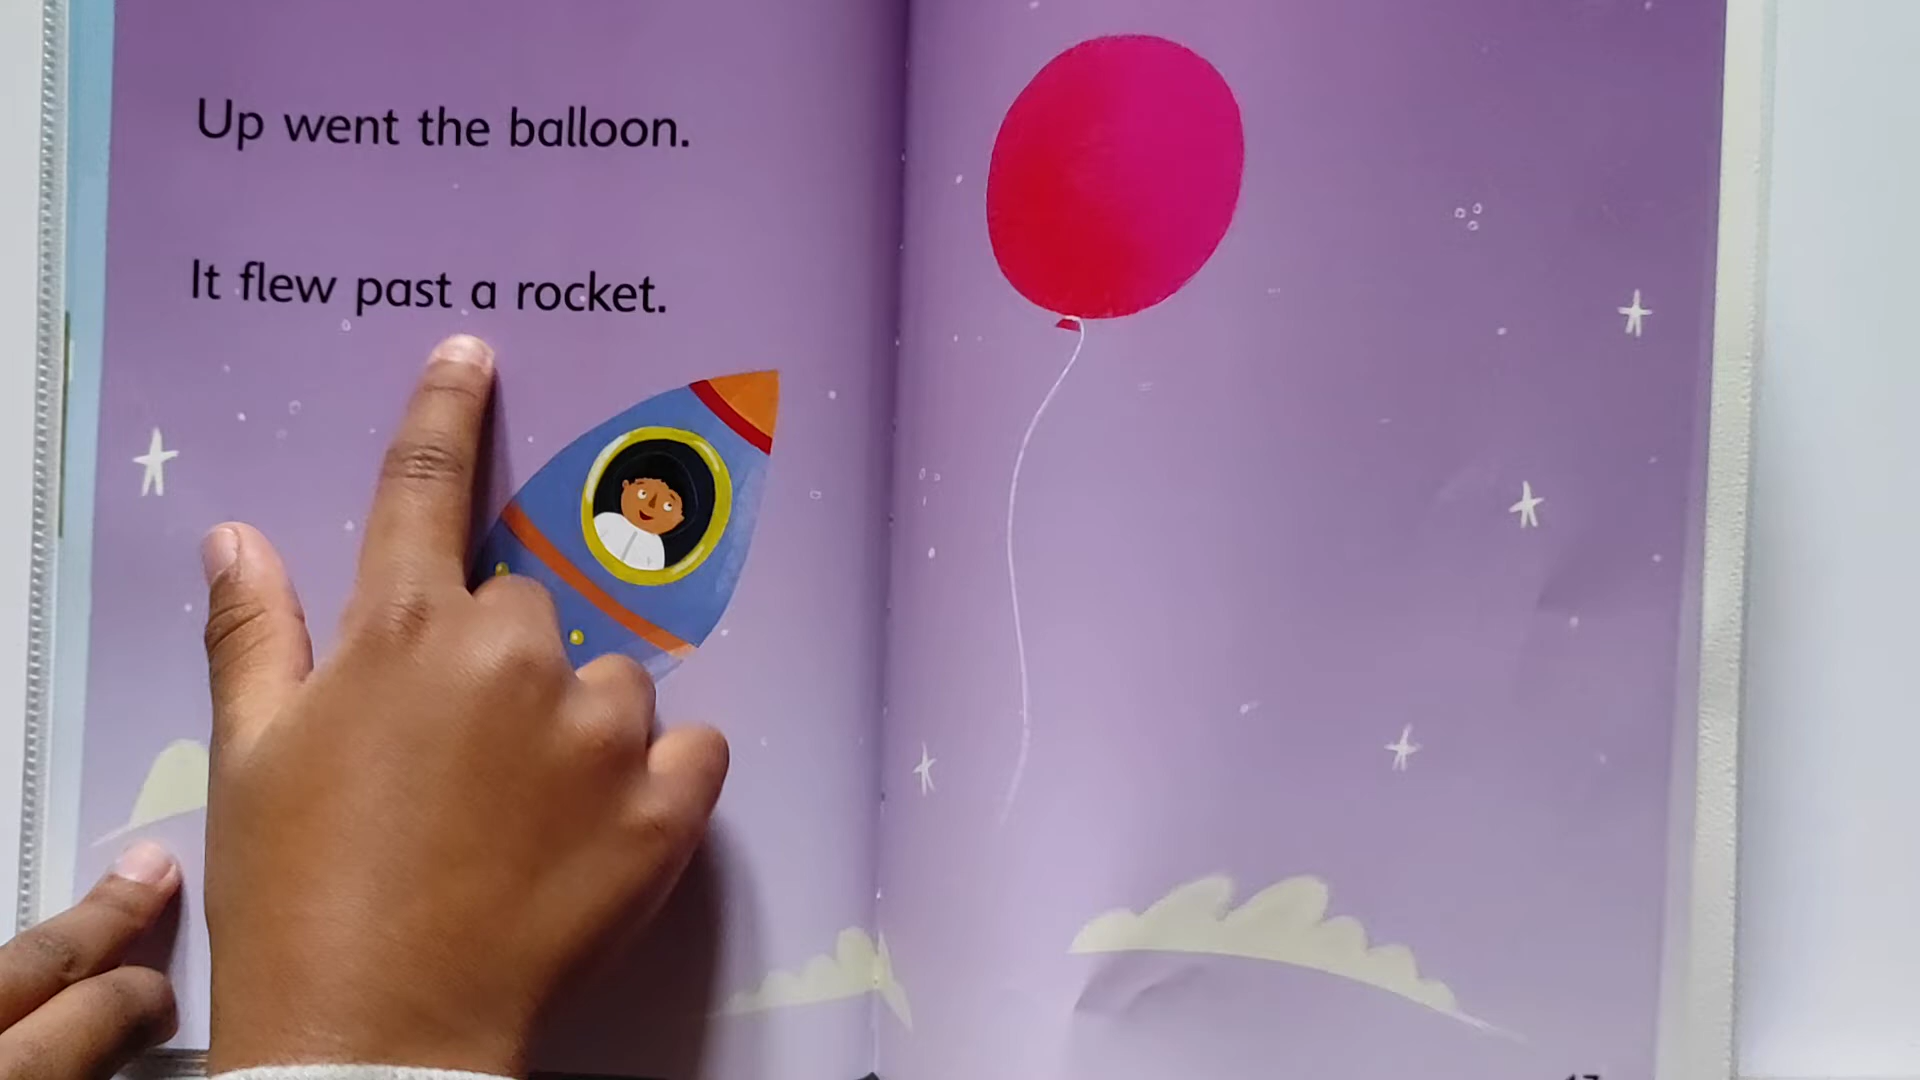 Up went the balloon.
It flew past a rocket.